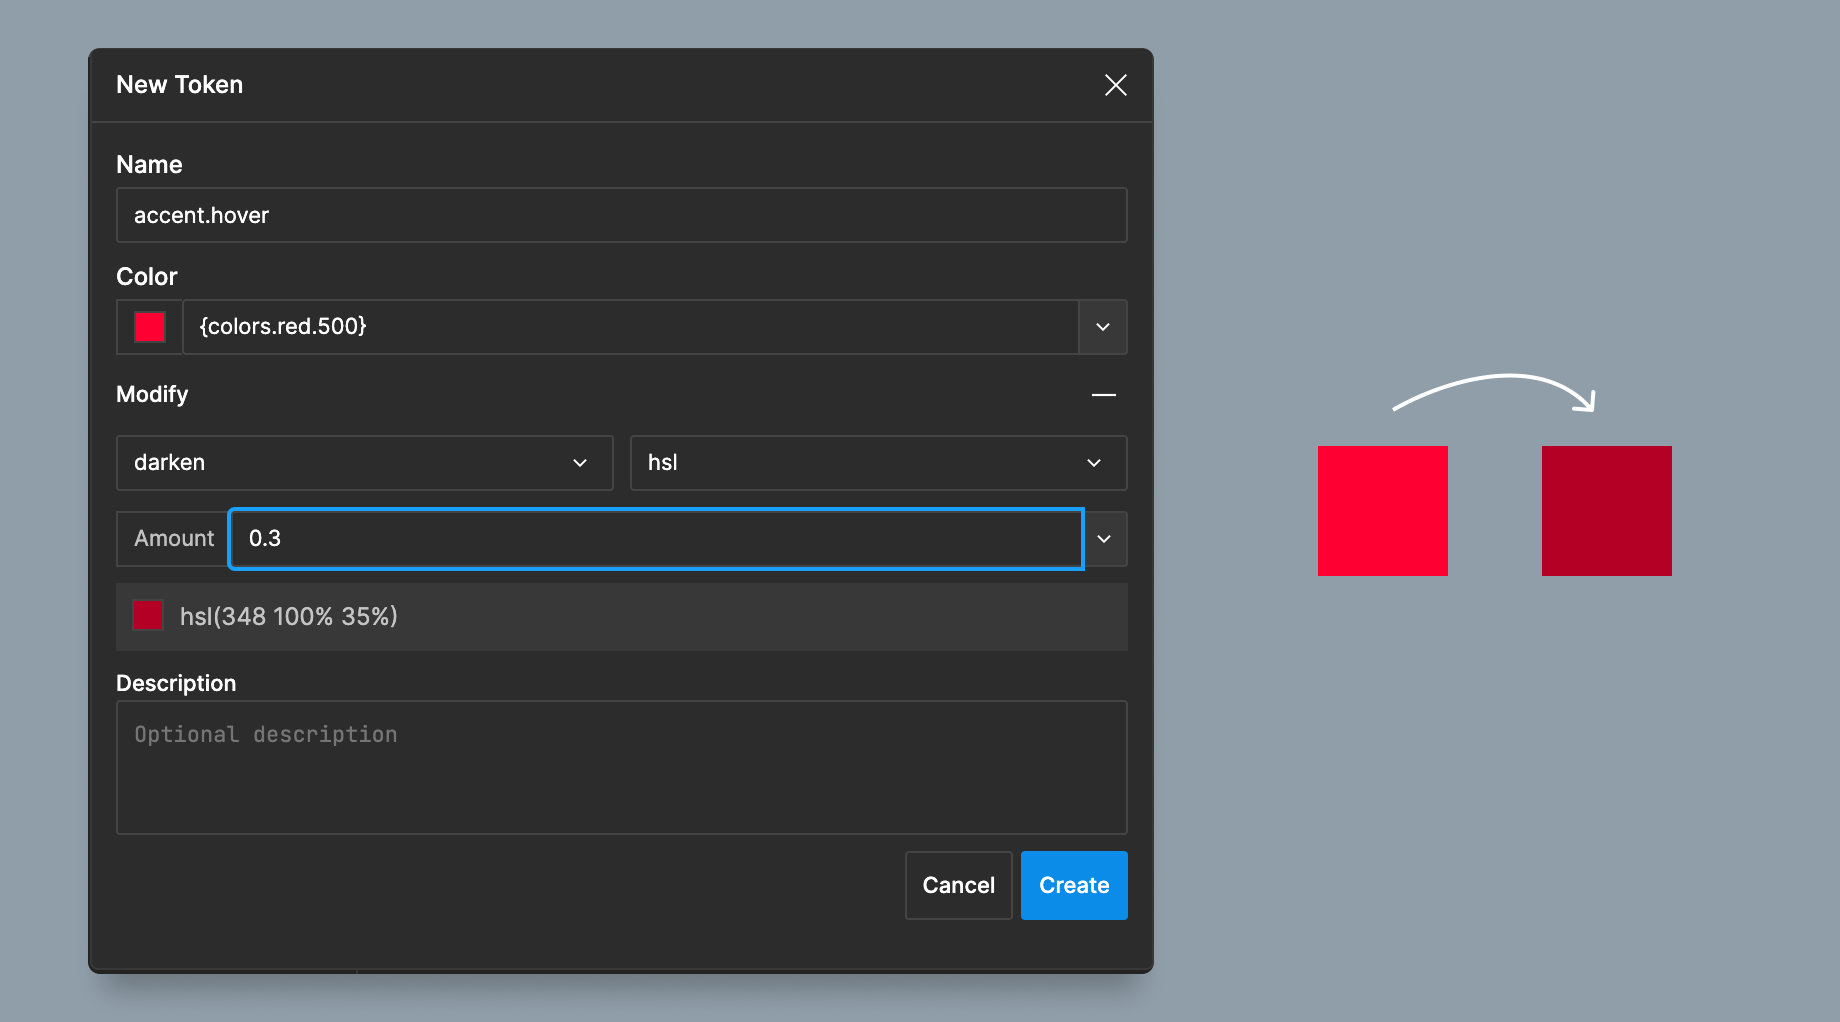 New Token
Name
accent.hover
Color
{colors.red.500}
Modify
darken
hsl
Amount
0.3
hsl(348 100% 35%)
Description
Optional description
Cancel
Create